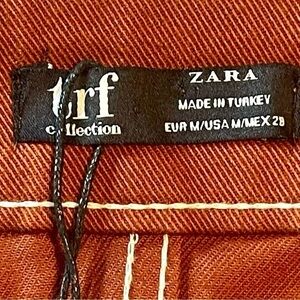 trf
collection
ZARA
MADE IN TURKEY
EUR M/USA M/MEX 28